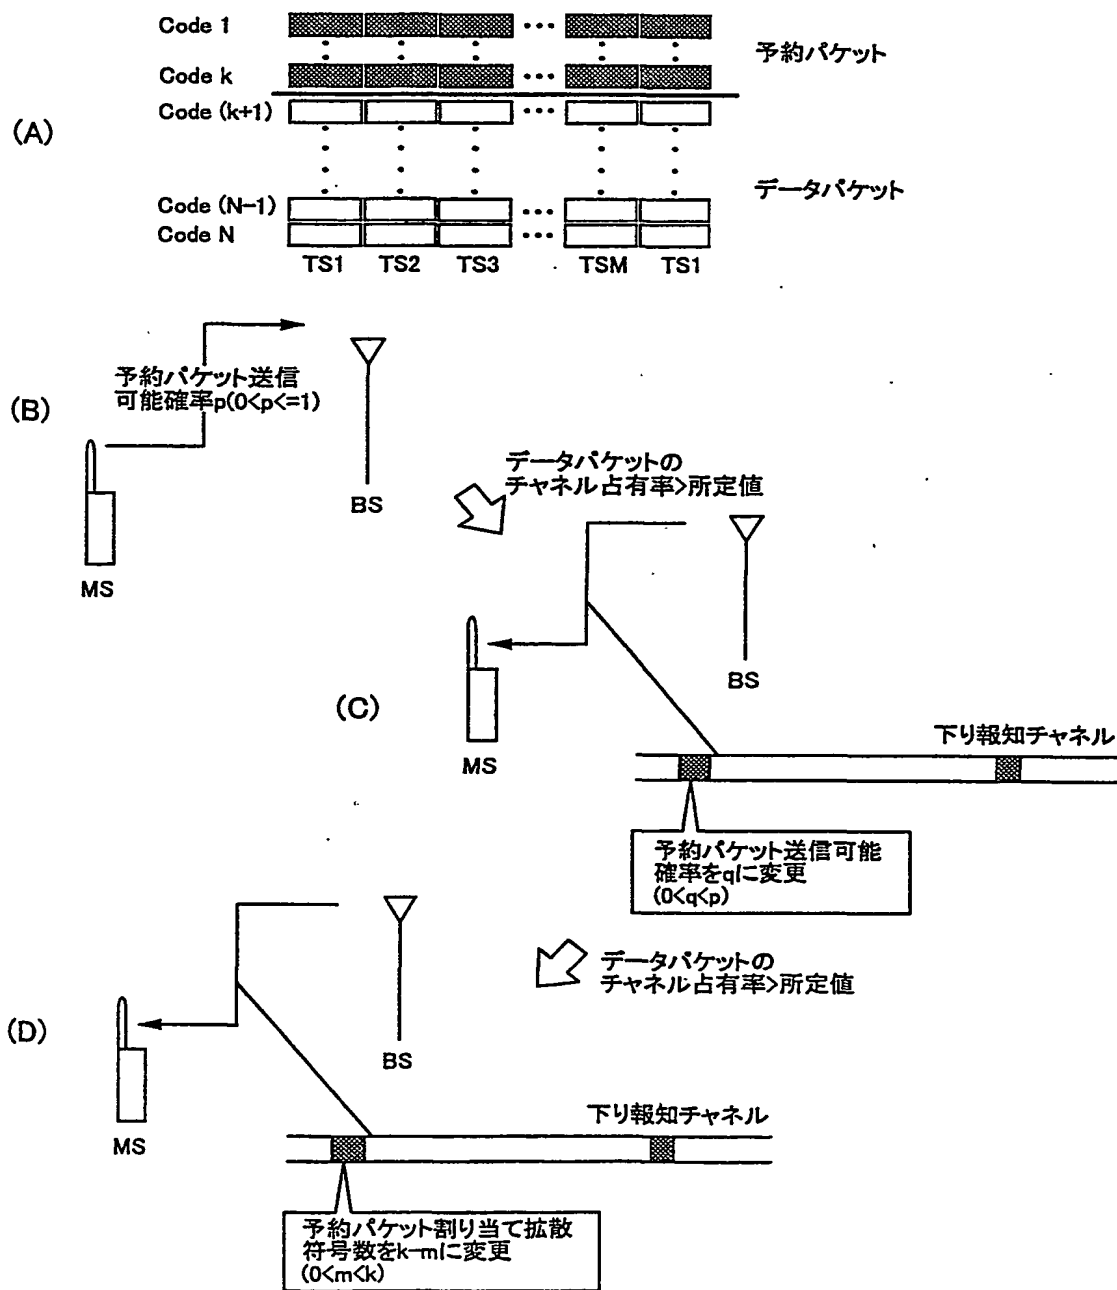 (A)
Code 1
Code k
Code (k+1)
Code (N-1)
Code N
TS1 TS2 TS3 TSM TS1
予約パケット
データパケット
(B)
予約パケット送信
可能確率p(0<p<=1)
MS
BS
データパケットの
チャネル占有率>所定値
(C)
MS
BS
下り報知チャネル
予約パケット送信可能
確率をqに変更
(0<q<p)
データパケットの
チャネル占有率>所定値
(D)
MS
BS
下り報知チャネル
予約パケット割り当て拡散
符号数をk-mに変更
(0<m<k)